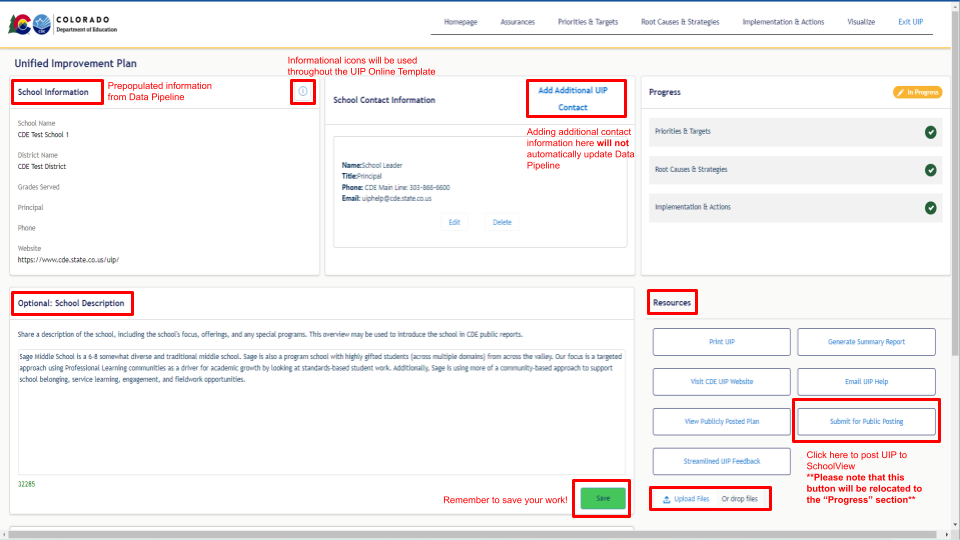 COLORADO
Department of Education
CDE
Homepage
Assurances
Priorities & Targets
Root Causes & Strategies
Implementation & Actions
Visualize
Exit UIP
Unified Improvement Plan
Informational icons will be used
throughout the UIP Online Template
School Information
Prepopulated information
from Data Pipeline
School Name
CDE Test School 1
District Name
CDE Test District
Grades Served
Principal
Phone
Website
https://www.cde.state.co.us/uip/
School Contact Information
Add Additional UIP
Contact
Adding additional contact
information here will not
automatically update Data
Pipeline
Name:School Leader
Title:Principal
Phone: CDE Main Line: 303-866-6600
Email: uiphelp@cde.state.co.us
Edit
Delete
Progress
In Progress
Priorities & Targets
Root Causes & Strategies
Implementation & Actions
Optional: School Description
Share a description of the school, including the school's focus, offerings, and any special programs. This overview may be used to introduce the school in CDE public reports.
Sage Middle School is a 6-8 somewhat diverse and traditional middle school. Sage is also a program school with highly gifted students (across multiple domains) from across the valley. Our focus is a targeted
approach using Professional Learning communities as a driver for academic growth by looking at standards-based student work. Additionally, Sage is using more of a community-based approach to support
school belonging, service learning, engagement, and fieldwork opportunities.
32285
Remember to save your work!
Save
Resources
Print UIP
Generate Summary Report
Visit CDE UIP Website
Email UIP Help
View Publicly Posted Plan
Submit for Public Posting
Streamlined UIP Feedback
Upload Files
Or drop files
Click here to post UIP to
SchoolView
**Please note that this
button will be relocated to
the “Progress” section**